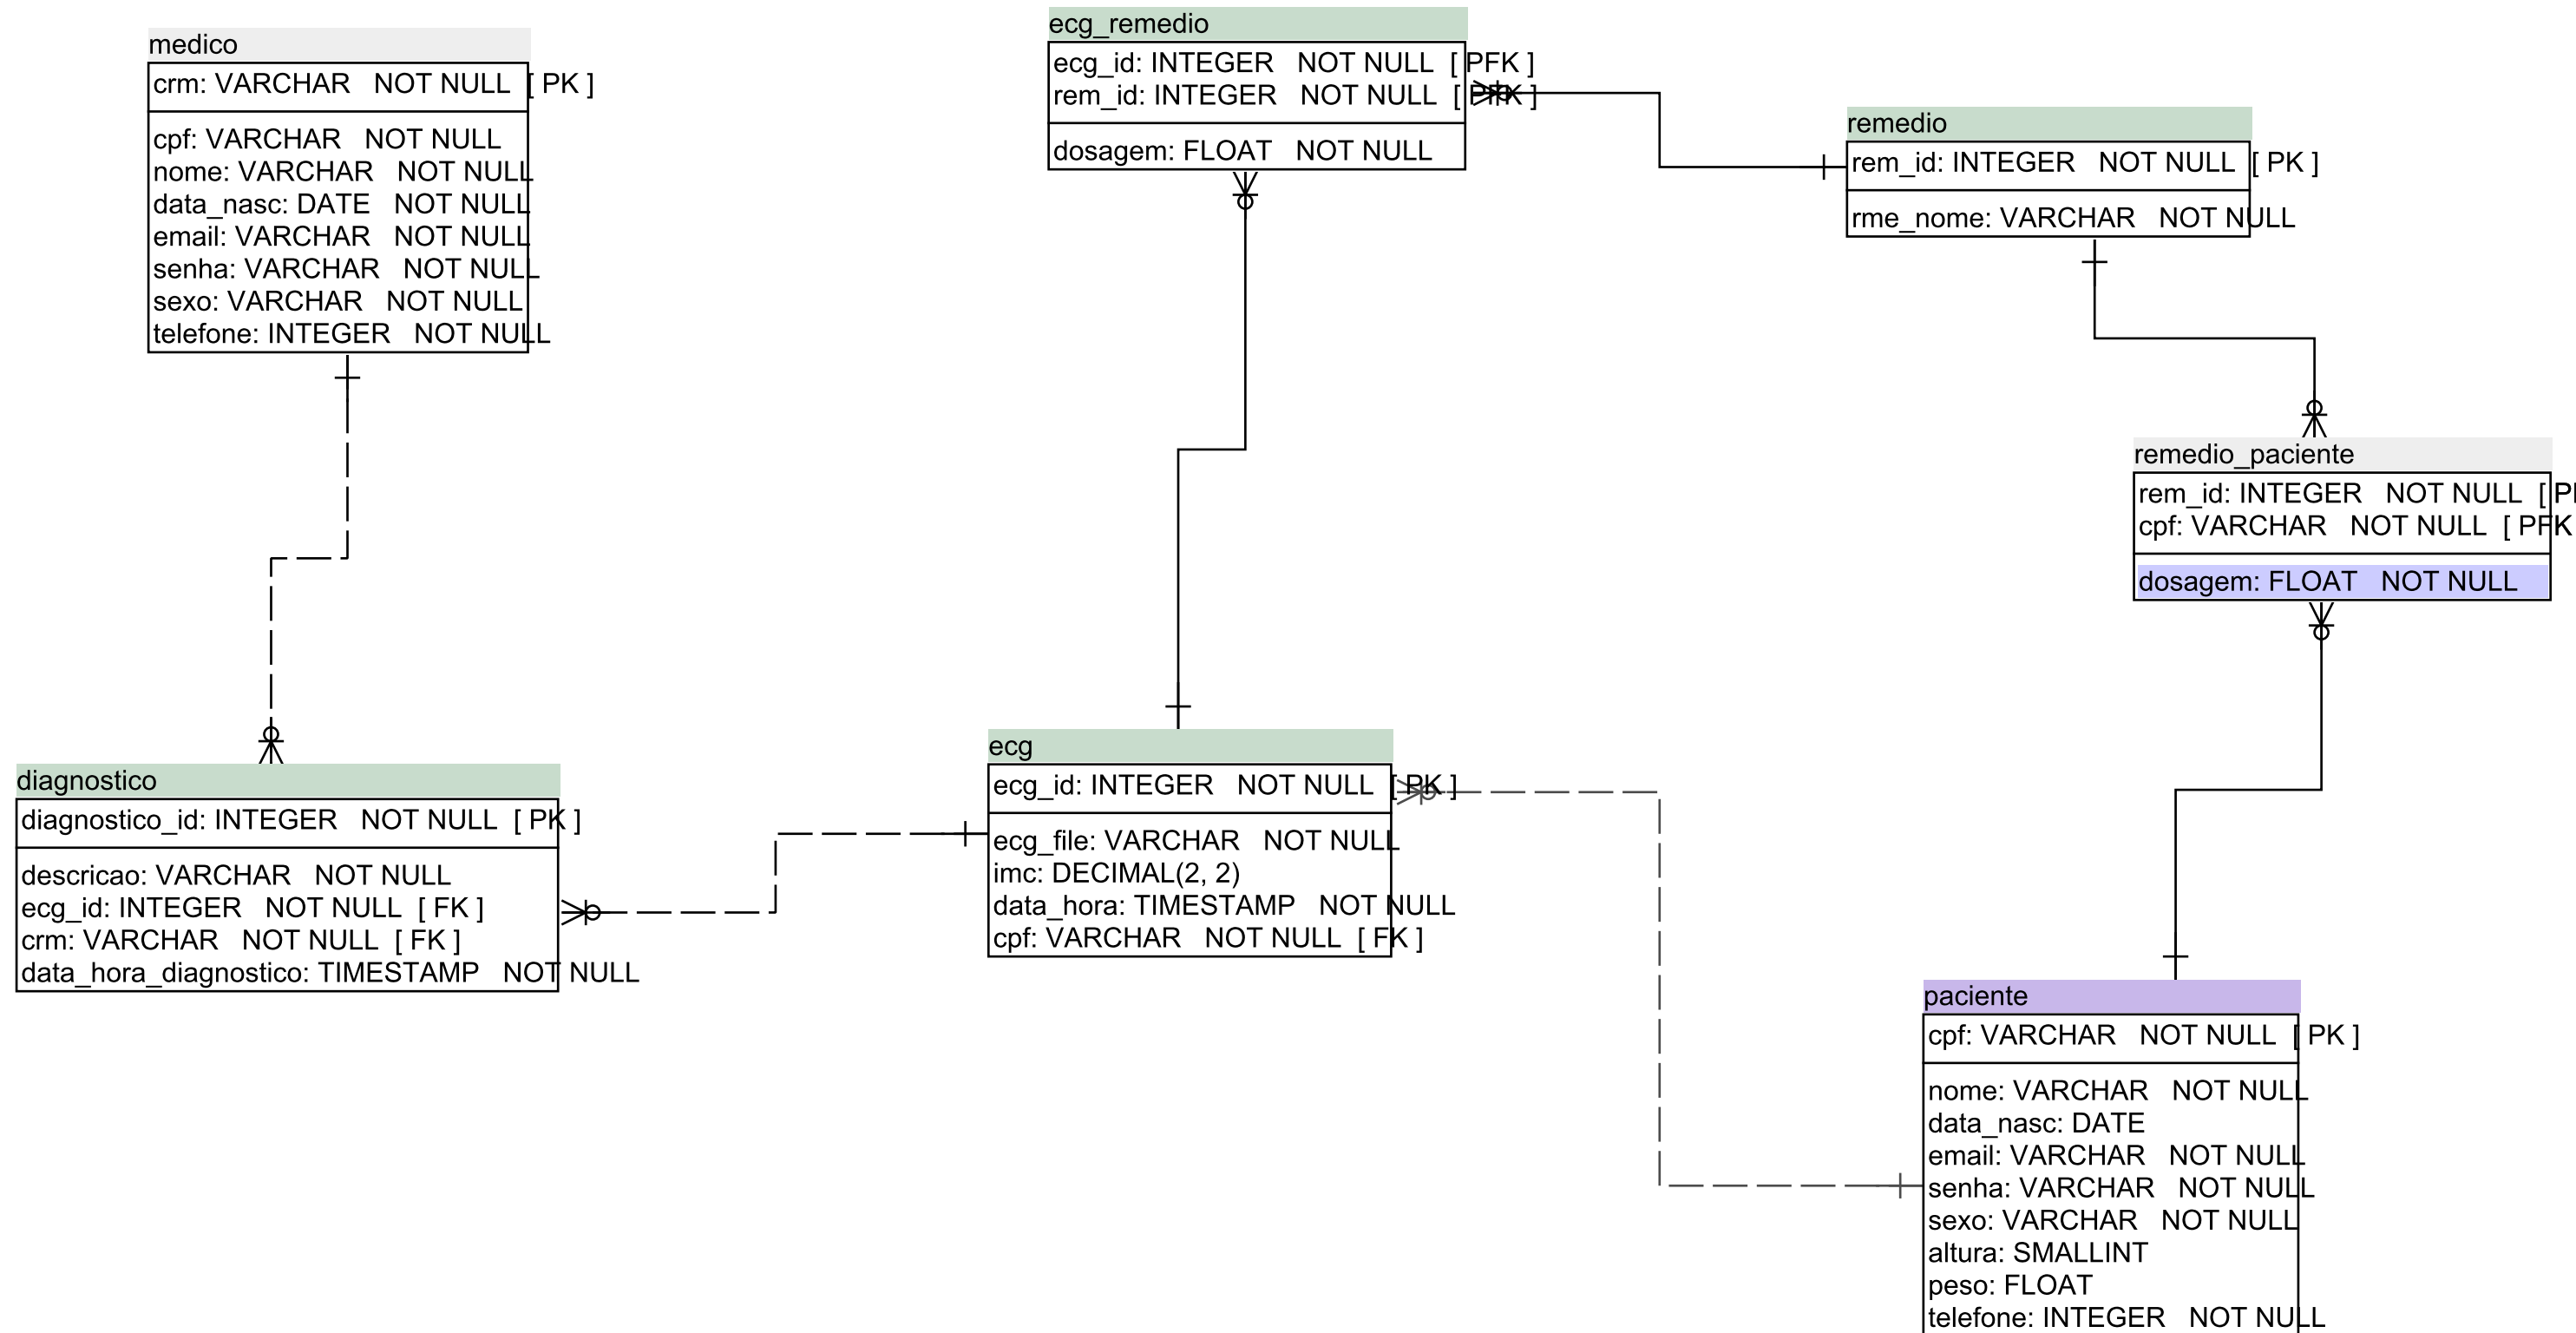 medico
crm: VARCHAR NOT NULL [ PK ]
cpf: VARCHAR NOT NULL
nome: VARCHAR NOT NULL
data_nasc: DATE NOT NULL
email: VARCHAR NOT NULL
senha: VARCHAR NOT NULL
sexo: VARCHAR NOT NULL
telefone: INTEGER NOT NULL
ecg_remedio
ecg_id: INTEGER NOT NULL [ PFK ]
rem_id: INTEGER NOT NULL [ PFK ]
dosagem: FLOAT NOT NULL
remedio
rem_id: INTEGER NOT NULL [ PK ]
rme_nome: VARCHAR NOT NULL
remedio_paciente
rem_id: INTEGER NOT NULL [ P
cpf: VARCHAR NOT NULL [ PFK
dosagem: FLOAT NOT NULL
diagnostico
diagnostico_id: INTEGER NOT NULL [ PK ]
descricao: VARCHAR NOT NULL
ecg_id: INTEGER NOT NULL [ FK ]
crm: VARCHAR NOT NULL [ FK ]
data_hora_diagnostico: TIMESTAMP NOT NULL
ecg
ecg_id: INTEGER NOT NULL [ PK ]
ecg_file: VARCHAR NOT NULL
imc: DECIMAL(2, 2)
data_hora: TIMESTAMP NOT NULL
cpf: VARCHAR NOT NULL [ FK ]
paciente
cpf: VARCHAR NOT NULL [ PK ]
nome: VARCHAR NOT NULL
data_nasc: DATE
email: VARCHAR NOT NULL
senha: VARCHAR NOT NULL
sexo: VARCHAR NOT NULL
altura: SMALLINT
peso: FLOAT
telefone: INTEGER NOT NULL